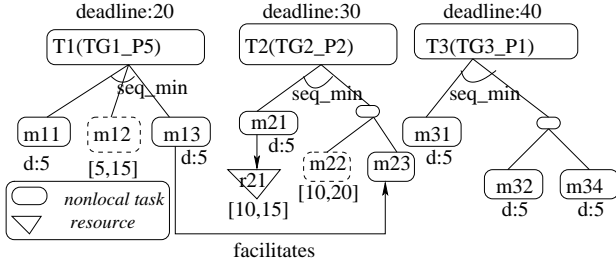 deadline:20 deadline:30 deadline:40
T1(TG1_P5) T2(TG2_P2) T3(TG3_P1)
seq_min seq_min seq_min
m11 m12 m13 m21 m31
d:5 [5,15] d:5 d:5 d:5
m22 m23 m32 m34
r21 [10,20] d:5 d:5
[10,15]
nonlocal task
resource
facilitates